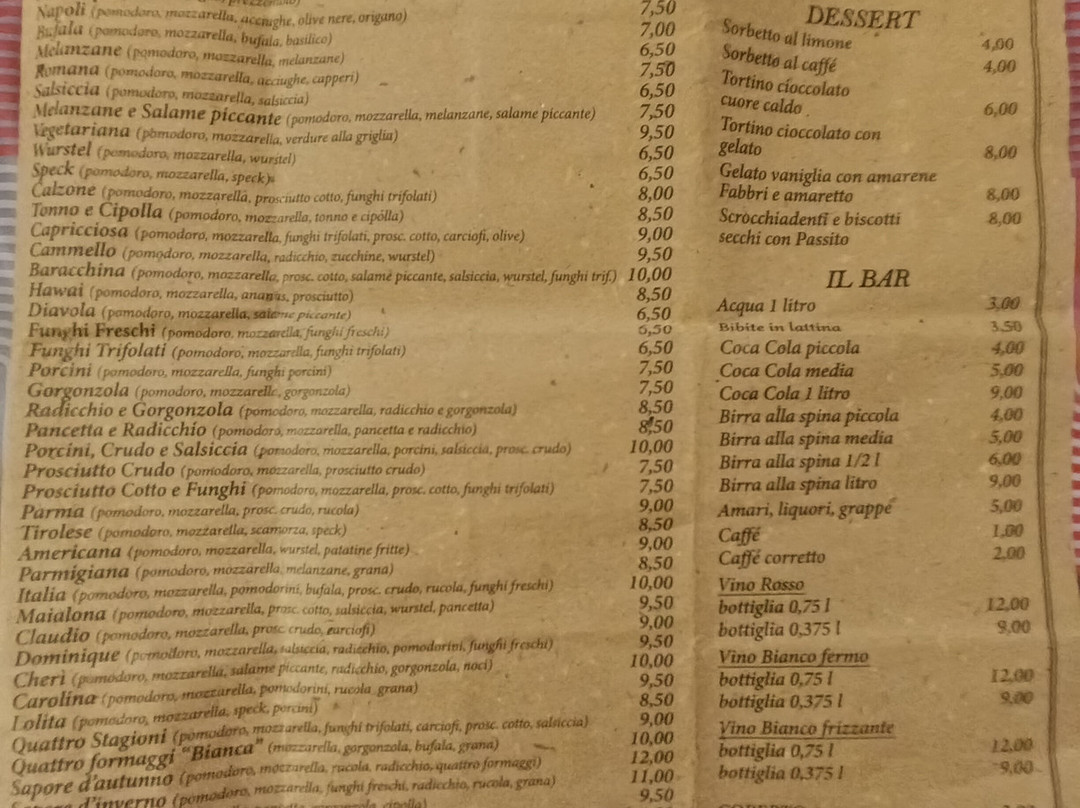 Napoli (pomodoro, mozzarella, acciughe, olive nere, origano) 7,50
Bufala (pomodoro, mozzarella, bufala, basilico) 7,00
Melanzane (pomodoro, mozzarella, melanzane) 6,50
Romana (pomodoro, mozzarella, acciughe, capperi) 7,50
Salsiccia (pomodoro, mozzarella, salsiccia) 6,50
Melanzane e Salame piccante (pomodoro, mozzarella, melanzane, salame piccante) 7,50
Vegetariana (pomodoro, mozzarella, verdure alla griglia) 9,50
Wurstel (pomodoro, mozzarella, wurstel) 6,50
Speck (pomodoro, mozzarella, speck) 6,50
Calzone (pomodoro, mozzarella, prosciutto cotto, funghi trifolati) 8,00
Tonno e Cipolla (pomodoro, mozzarella, tonno e cipolla) 8,50
Capricciosa (pomodoro, mozzarella, funghi trifolati, prosc. cotto, carciofi, olive) 9,00
Cammello (pomodoro, mozzarella, radicchio, zucchine, wurstel) 9,50
Baracchina (pomodoro, mozzarella, prosc. cotto, salame piccante, salsiccia, wurstel, funghi trif.) 10,00
Hawai (pomodoro, mozzarella, ananas, prosciutto) 8,50
Diavola (pomodoro, mozzarella, salame piccante) 6,50
Funghi Freschi (pomodoro, mozzarella, funghi freschi) 6,50
Funghi Trifolati (pomodoro, mozzarella, funghi trifolati) 6,50
Porcini (pomodoro, mozzarella, funghi porcini) 7,50
Gorgonzola (pomodoro, mozzarella, gorgonzola) 7,50
Radicchio e Gorgonzola (pomodoro, mozzarella, radicchio e gorgonzola) 8,50
Pancetta e Radicchio (pomodoro, mozzarella, pancetta e radicchio) 8,50
Porcini, Crudo e Salsiccia (pomodoro, mozzarella, porcini, salsiccia, prosc. crudo) 10,00
Prosciutto Crudo (pomodoro, mozzarella, prosciutto crudo) 7,50
Prosciutto Cotto e Funghi (pomodoro, mozzarella, prosc. cotto, funghi trifolati) 7,50
Parma (pomodoro, mozzarella, prosc. crudo, rucola) 9,00
Tirolese (pomodoro, mozzarella, scamorza, speck) 8,50
Americana (pomodoro, mozzarella, wurstel, patatine fritte) 9,00
Parmigiana (pomodoro, mozzarella, melanzane, grana) 8,50
Italia (pomodoro, mozzarella, pomodorini, bufala, prosc. crudo, rucola, funghi freschi) 10,00
Maialona (pomodoro, mozzarella, prosc. cotto, salsiccia, wurstel, pancetta) 9,50
Claudio (pomodoro, mozzarella, prosc. crudo, carciofi) 9,00
Dominique (pomodoro, mozzarella, salsiccia, radicchio, pomodorini, funghi freschi) 9,50
Cherì (pomodoro, mozzarella, salame piccante, radicchio, gorgonzola, noci) 10,00
Carolina (pomodoro, mozzarella, pomodorini, rucola, grana) 9,50
Lolita (pomodoro, mozzarella, speck, porcini) 8,50
Quattro Stagioni (pomodoro, mozzarella, funghi trifolati, carciofi, prosc. cotto, salsiccia) 9,00
Quattro formaggi "Bianca" (mozzarella, gorgonzola, bufala, grana) 10,00
Sapore d'autunno (pomodoro, mozzarella, rucola, radicchio, quattro formaggi) 12,00
d'inverno (pomodoro, mozzarella, funghi freschi, radicchio, rucola, grana) 11,00
cipolla) 9,50
DESSERT
Sorbetto al limone 4,00
Sorbetto al caffé 4,00
Tortino cioccolato
cuore caldo 6,00
Tortino cioccolato con
gelato 8,00
Gelato vaniglia con amarene
Fabbri e amaretto 8,00
Scrocchiadenti e biscotti 8,00
secchi con Passito
IL BAR
Acqua 1 litro 3,00
Bibite in lattina 3,50
Coca Cola piccola 4,00
Coca Cola media 5,00
Coca Cola 1 litro 9,00
Birra alla spina piccola 4,00
Birra alla spina media 5,00
Birra alla spina 1/2 l 6,00
Birra alla spina litro 9,00
Amari, liquori, grappé 5,00
Caffé 1,00
Caffé corretto 2,00
Vino Rosso
bottiglia 0,75 l 12,00
bottiglia 0,375 l 9,00
Vino Bianco fermo
bottiglia 0,75 l 12,00
bottiglia 0,375 l 9,00
Vino Bianco frizzante
bottiglia 0,75 l 12,00
bottiglia 0,375 l 9,00